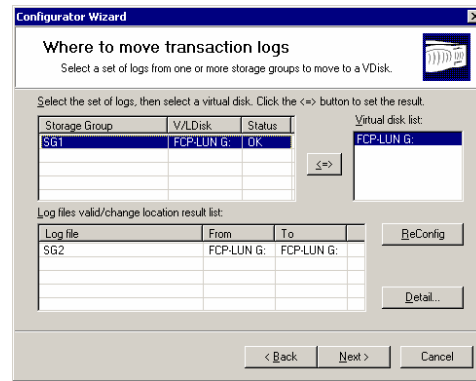 Configurator Wizard
Where to move transaction logs
Select a set of logs from one or more storage groups to move to a VDisk.
Select the set of logs, then select a virtual disk. Click the <=> button to set the result.
Storage Group V/LDisk Status Virtual disk list:
SG1 FCP-LUN G: OK FCP-LUN G:
<=>
Log files valid/change location result list:
Log file From To ReConfig
SG2 FCP-LUN G: FCP-LUN G:
Detail...
< Back Next > Cancel